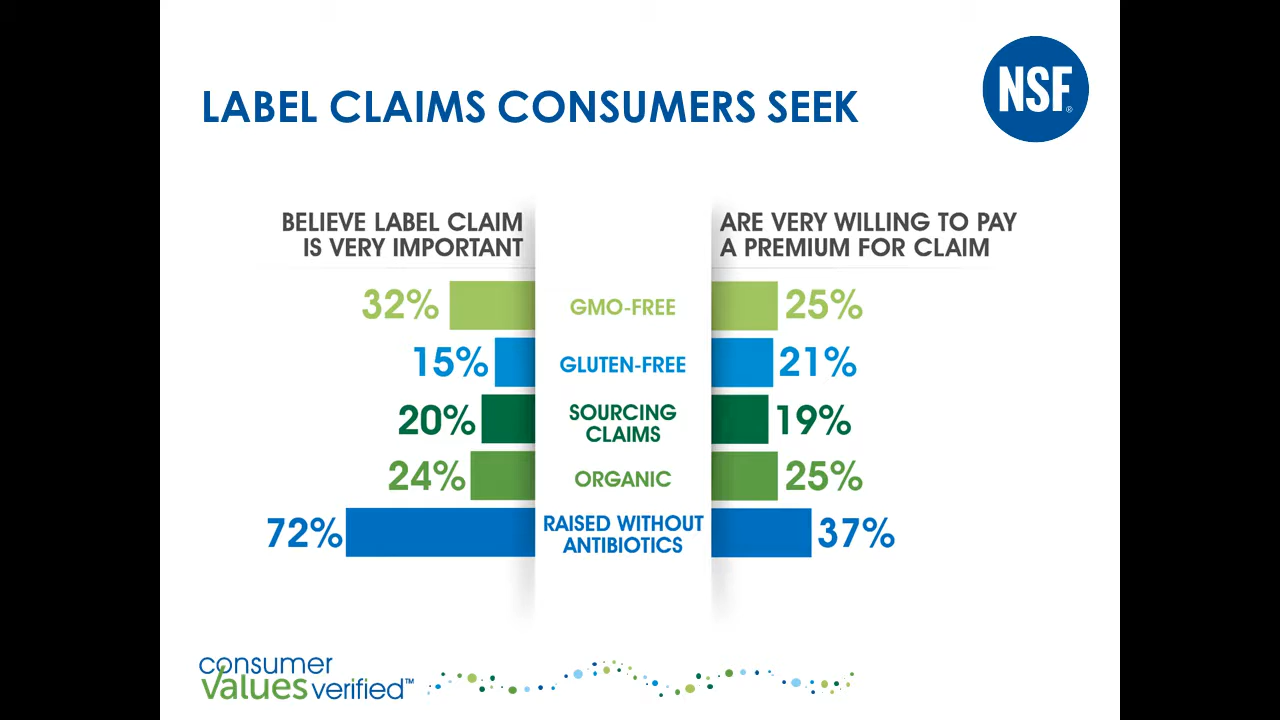 LABEL CLAIMS CONSUMERS SEEK
NSF®
BELIEVE LABEL CLAIM
IS VERY IMPORTANT
ARE VERY WILLING TO PAY
A PREMIUM FOR CLAIM
32% GMO-FREE 25%
15% GLUTEN-FREE 21%
20% SOURCING CLAIMS 19%
24% ORGANIC 25%
72% RAISED WITHOUT ANTIBIOTICS 37%
consumer
values verified™